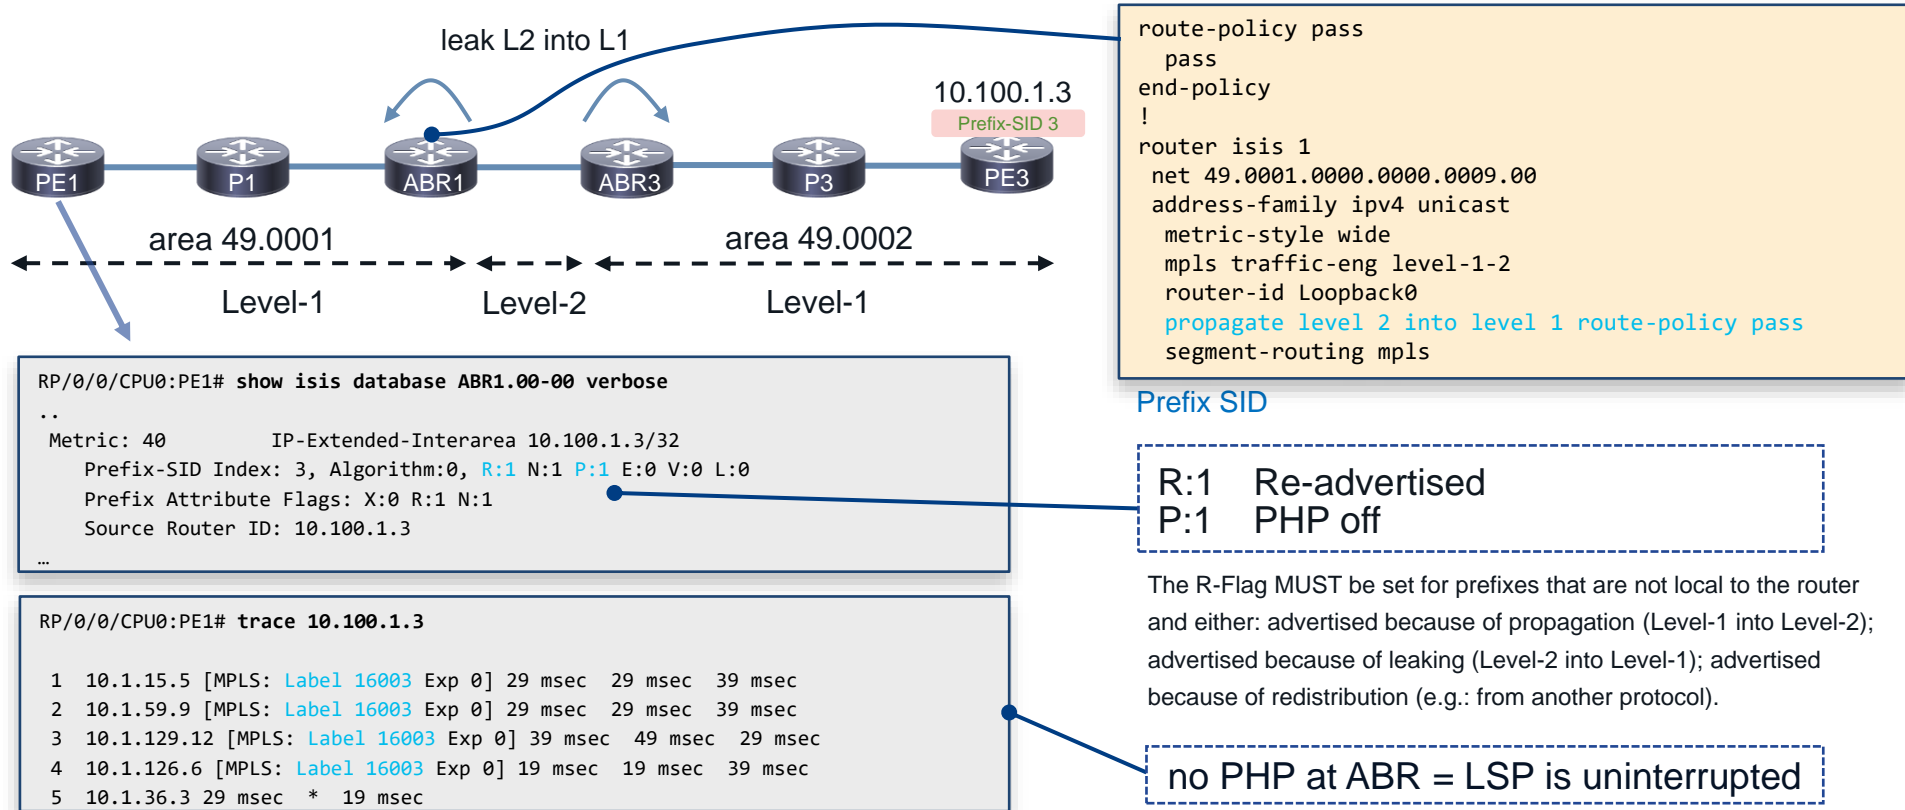 leak L2 into L1
10.100.1.3
Prefix-SID 3
PE1
P1
ABR1
ABR3
P3
PE3
area 49.0001
area 49.0002
Level-1
Level-2
Level-1
route-policy pass
pass
end-policy
!
router isis 1
net 49.0001.0000.0000.0009.00
address-family ipv4 unicast
metric-style wide
mpls traffic-eng level-1-2
router-id Loopback0
propagate level 2 into level 1 route-policy pass
segment-routing mpls
RP/0/0/CPU0:PE1# show isis database ABR1.00-00 verbose
..
Metric: 40 IP-Extended-Interarea 10.100.1.3/32
Prefix-SID Index: 3, Algorithm:0, R:1 N:1 P:1 E:0 V:0 L:0
Prefix Attribute Flags: X:0 R:1 N:1
Source Router ID: 10.100.1.3
…
Prefix SID
R:1 Re-advertised
P:1 PHP off
The R-Flag MUST be set for prefixes that are not local to the router
and either: advertised because of propagation (Level-1 into Level-2);
advertised because of leaking (Level-2 into Level-1); advertised
because of redistribution (e.g.: from another protocol).
RP/0/0/CPU0:PE1# trace 10.100.1.3
1 10.1.15.5 [MPLS: Label 16003 Exp 0] 29 msec 29 msec 39 msec
2 10.1.59.9 [MPLS: Label 16003 Exp 0] 29 msec 29 msec 39 msec
3 10.1.129.12 [MPLS: Label 16003 Exp 0] 39 msec 49 msec 29 msec
4 10.1.126.6 [MPLS: Label 16003 Exp 0] 19 msec 19 msec 39 msec
5 10.1.36.3 29 msec * 19 msec
no PHP at ABR = LSP is uninterrupted